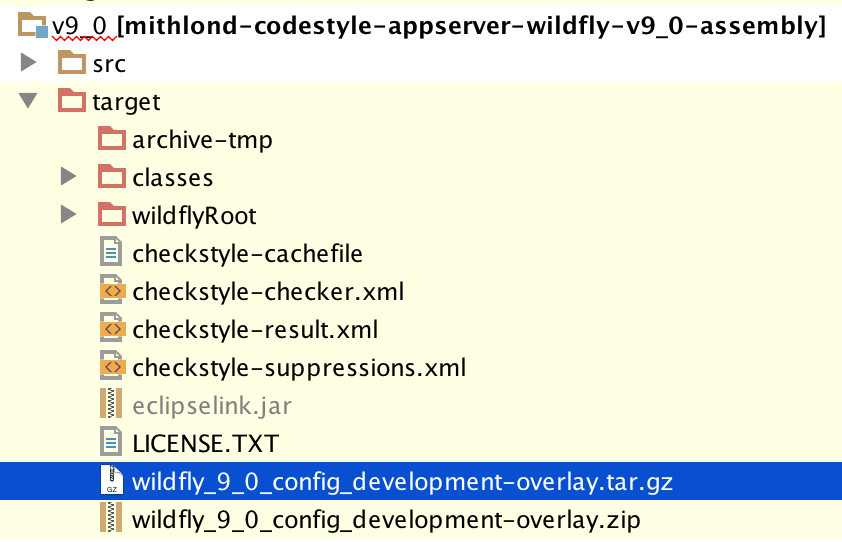 v9_0 [mithlond-codestyle-appserver-wildfly-v9_0-assembly]
src
target
archive-tmp
classes
wildflyRoot
checkstyle-cachefile
checkstyle-checker.xml
checkstyle-result.xml
checkstyle-suppressions.xml
eclipselink.jar
LICENSE.TXT
GZ wildfly_9_0_config_development-overlay.tar.gz
wildfly_9_0_config_development-overlay.zip